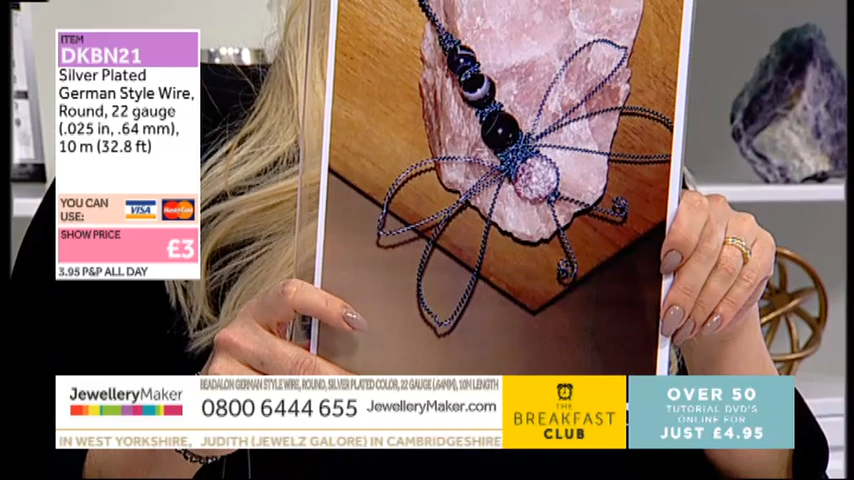 ITEM
DKBN21
Silver Plated
German Style Wire,
Round, 22 gauge
(.025 in, .64 mm),
10 m (32.8 ft)
YOU CAN
USE:
VISA
MasterCard
SHOW PRICE
£3
3.95 P&P ALL DAY
JewelleryMaker
BEADALON GERMAN STYLE WIRE, ROUND, SILVER PLATED COLOR, 22 GAUGE (.64MM), 10M LENGTH
0800 6444 655 JewelleryMaker.com
IN WEST YORKSHIRE, JUDITH (JEWELZ GALORE) IN CAMBRIDGESHIRE
THE
BREAKFAST
CLUB
OVER 50
TUTORIAL DVD'S
ONLINE FOR
JUST £4.95